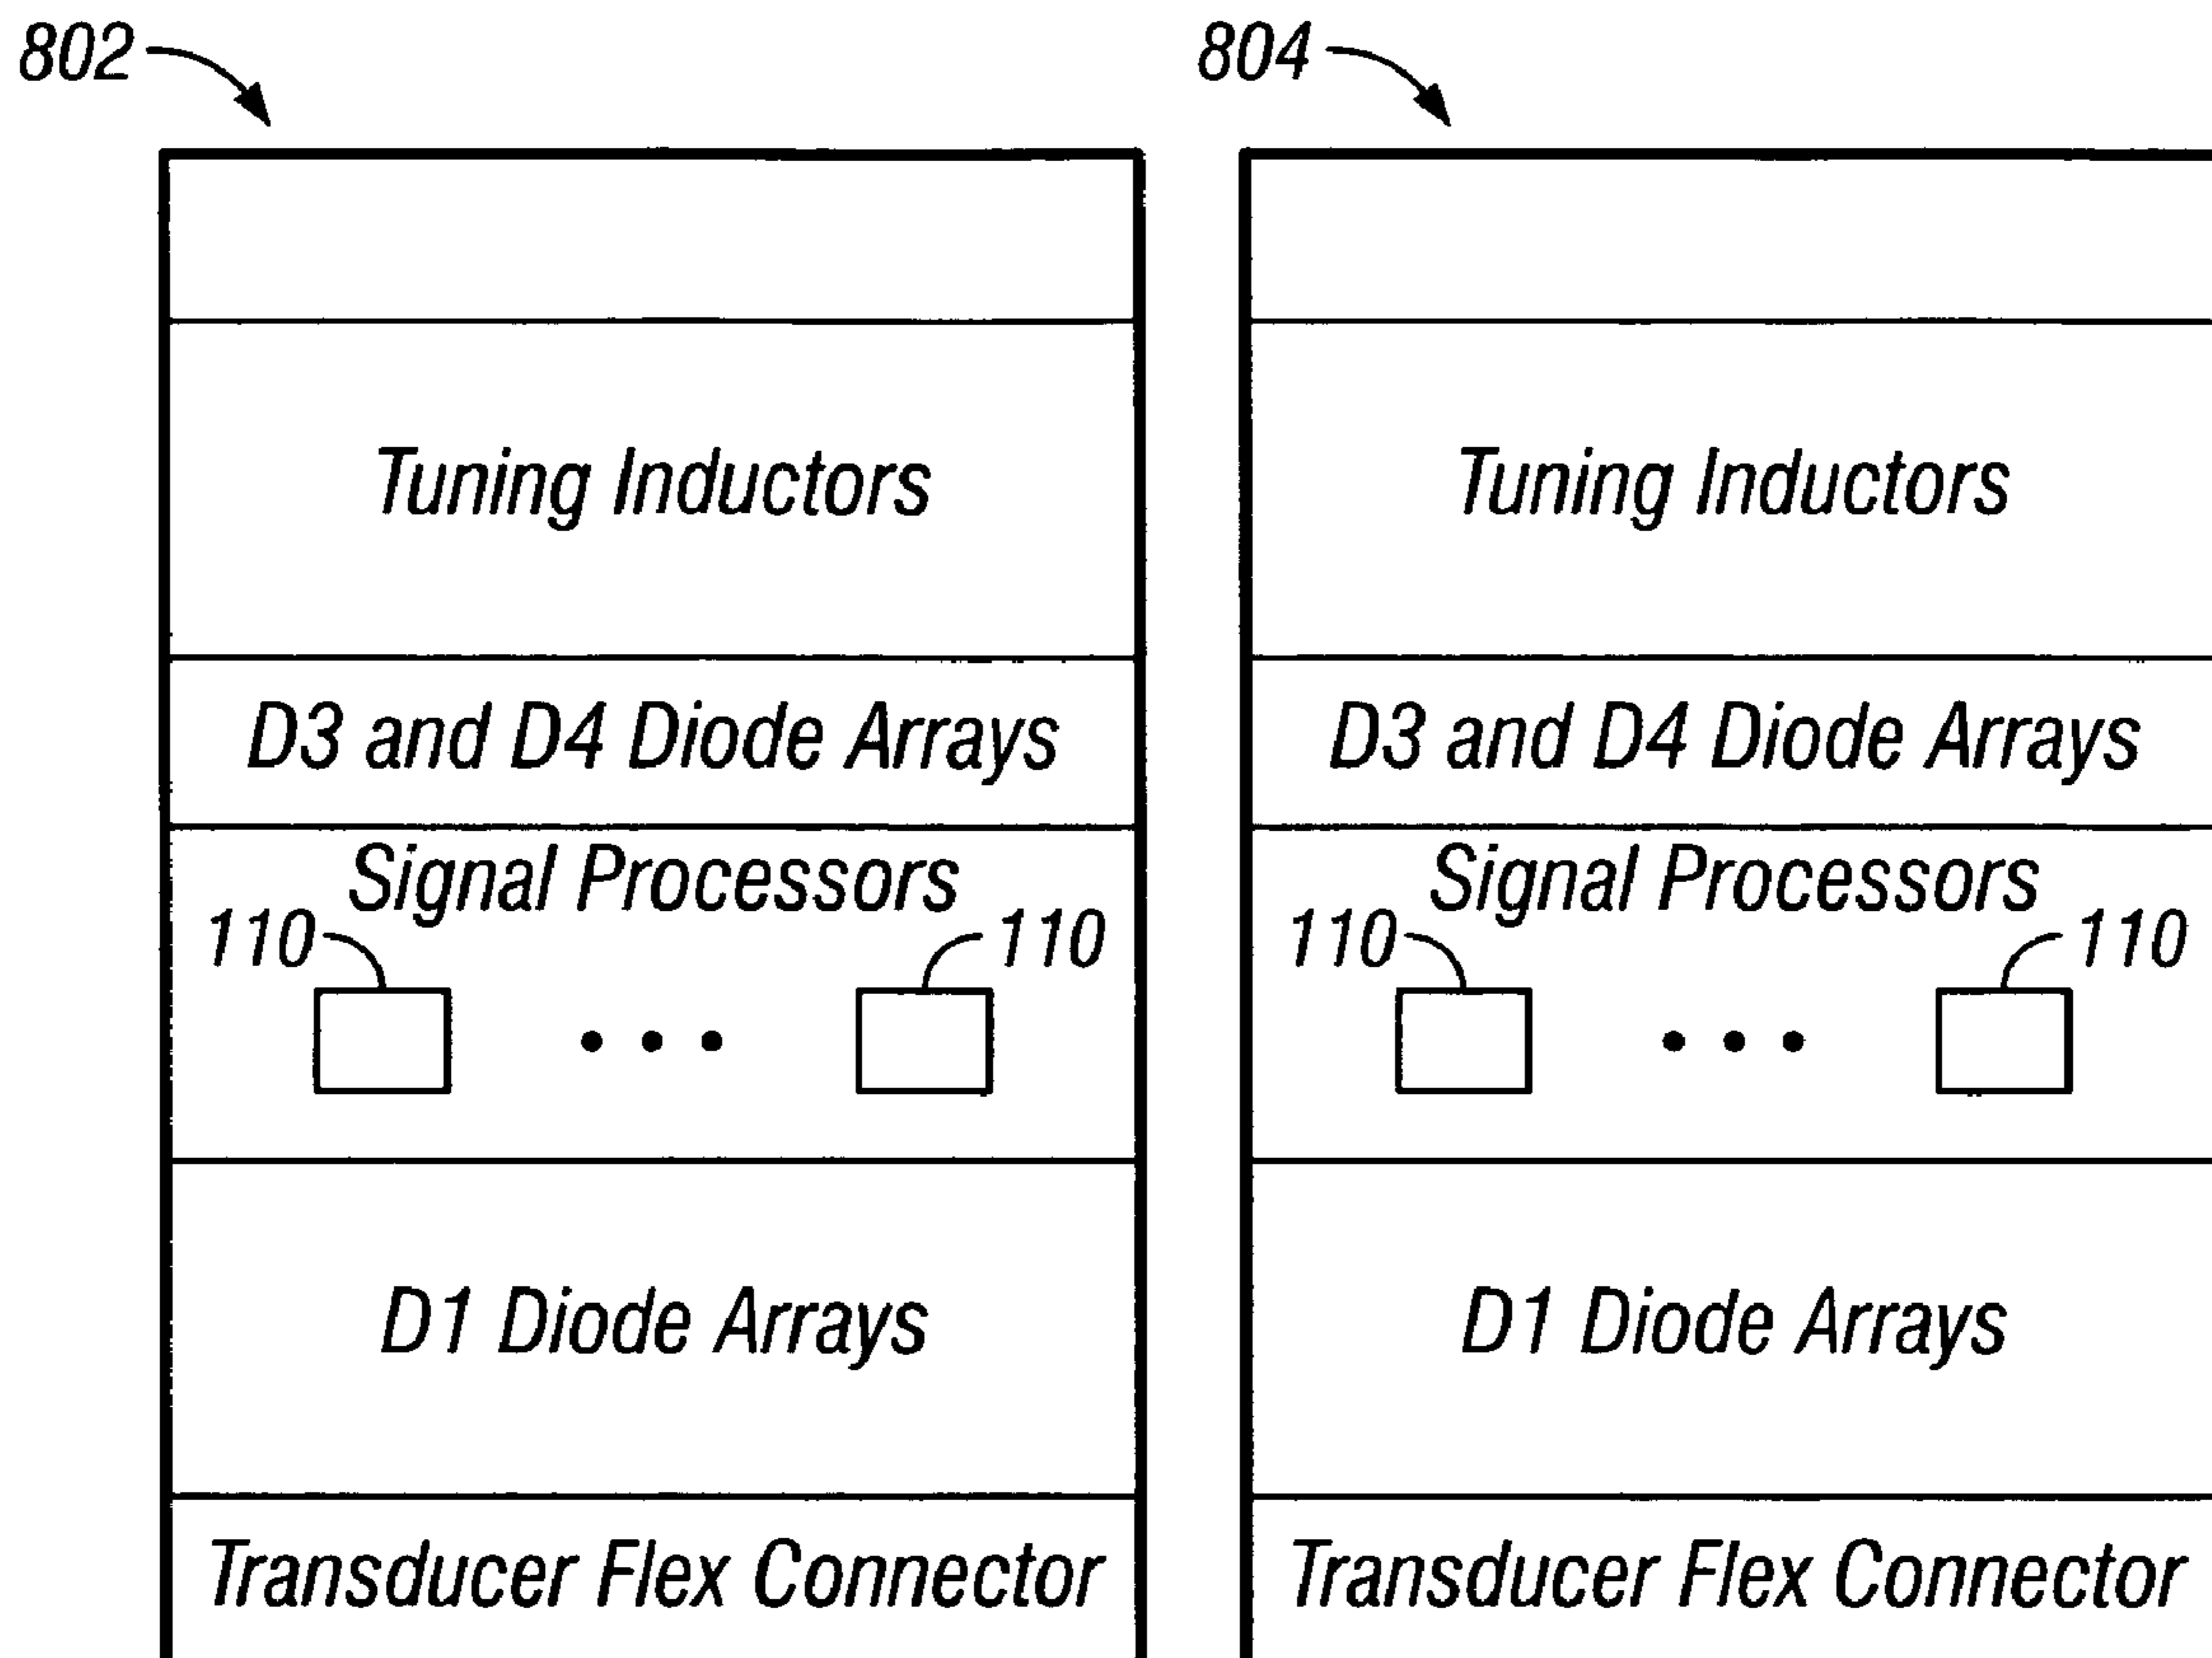 802
804
Tuning Inductors
Tuning Inductors
D3 and D4 Diode Arrays
D3 and D4 Diode Arrays
Signal Processors
Signal Processors
110
110
110
110
D1 Diode Arrays
D1 Diode Arrays
Transducer Flex Connector
Transducer Flex Connector